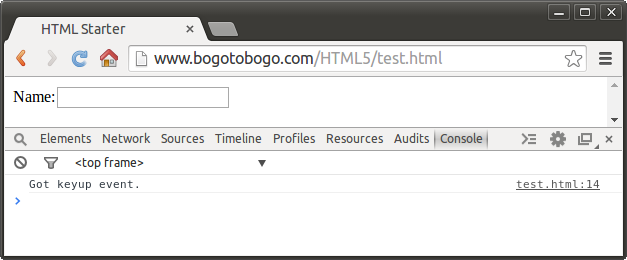 HTML Starter
www.bogotobogo.com/HTML5/test.html
Name:
Elements Network Sources Timeline Profiles Resources Audits Console
<top frame>
Got keyup event. test.html:14